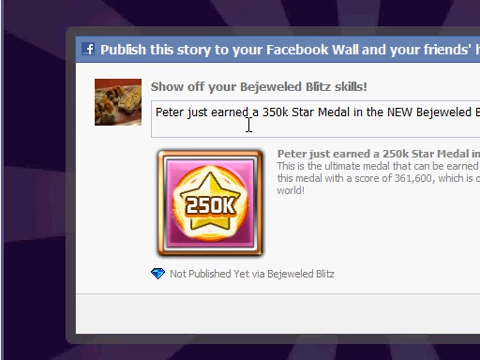 Publish this story to your Facebook Wall and your friends'
Show off your Bejeweled Blitz skills!
Peter just earned a 350k Star Medal in the NEW Bejeweled
Peter just earned a 250k Star Medal in
This is the ultimate medal that can be earned
this medal with a score of 361,600, which is
world!
250K
Not Published Yet via Bejeweled Blitz